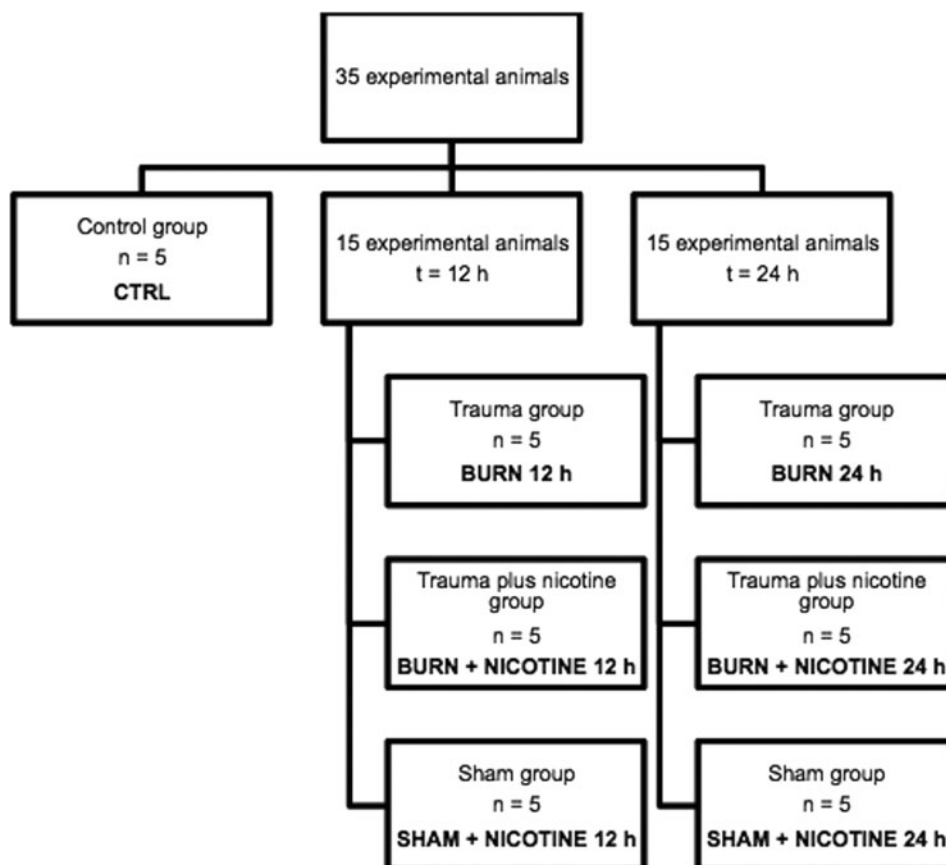 35 experimental animals
Control group
n = 5
CTRL
15 experimental animals
t = 12 h
15 experimental animals
t = 24 h
Trauma group
n = 5
BURN 12 h
Trauma group
n = 5
BURN 24 h
Trauma plus nicotine
group
n = 5
BURN + NICOTINE 12 h
Trauma plus nicotine
group
n = 5
BURN + NICOTINE 24 h
Sham group
n = 5
SHAM + NICOTINE 12 h
Sham group
n = 5
SHAM + NICOTINE 24 h